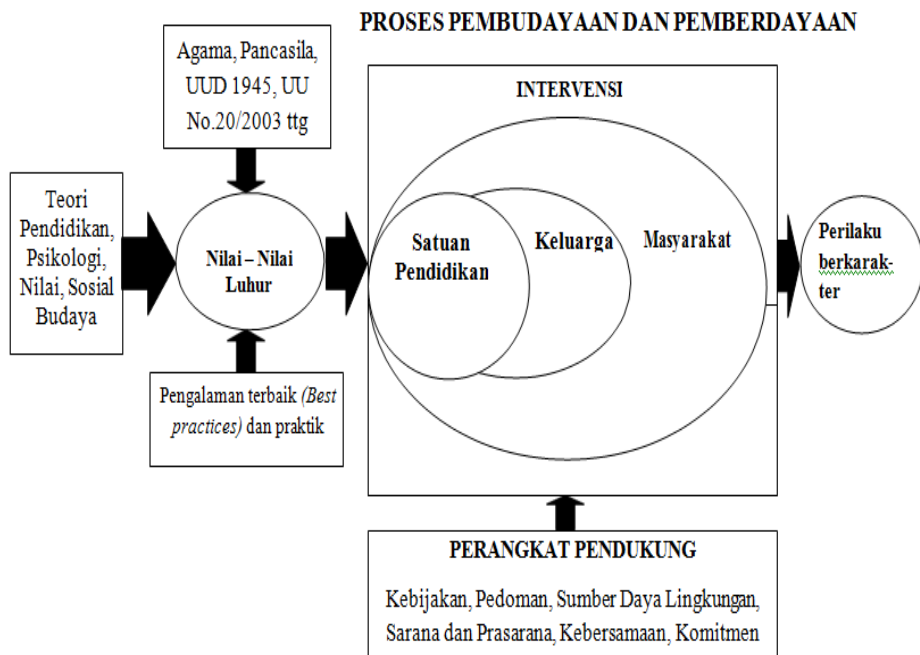 PROSES PEMBUDAYAAN DAN PEMBERDAYAAN
Agama, Pancasila,
UUD 1945, UU
No.20/2003 ttg
Teori
Pendidikan,
Psikologi,
Nilai, Sosial
Budaya
Nilai – Nilai
Luhur
Pengalaman terbaik (Best
practices) dan praktik
INTERVENSI
Satuan
Pendidikan
Keluarga
Masyarakat
Perilaku
berkarak-
ter
PERANGKAT PENDUKUNG
Kebijakan, Pedoman, Sumber Daya Lingkungan,
Sarana dan Prasarana, Kebersamaan, Komitmen